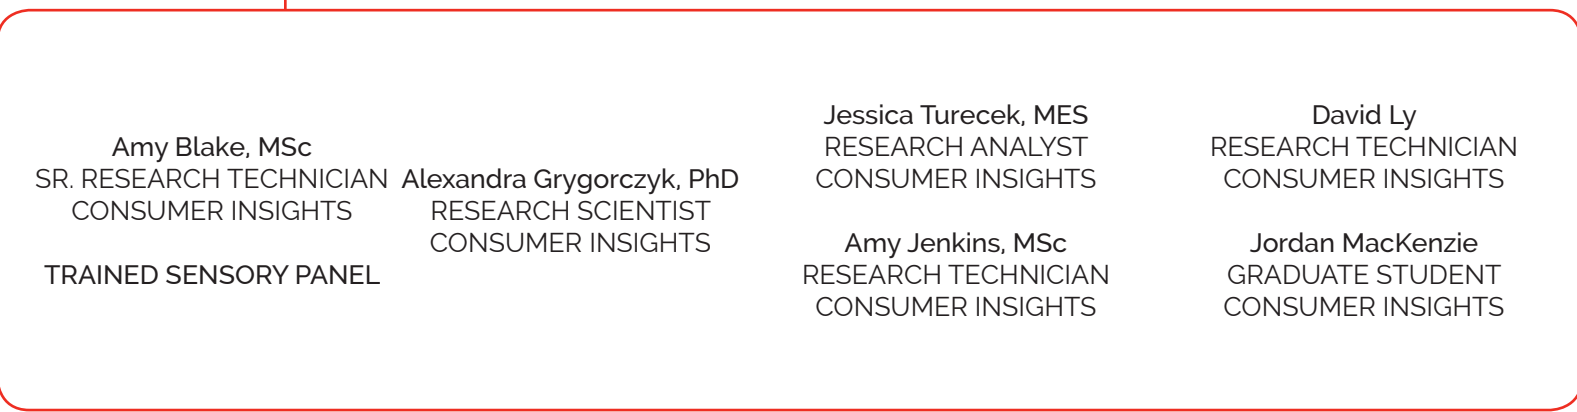 Amy Blake, MSc
SR. RESEARCH TECHNICIAN
CONSUMER INSIGHTS
TRAINED SENSORY PANEL
Alexandra Grygorczyk, PhD
RESEARCH SCIENTIST
CONSUMER INSIGHTS
Jessica Turecek, MES
RESEARCH ANALYST
CONSUMER INSIGHTS
Amy Jenkins, MSc
RESEARCH TECHNICIAN
CONSUMER INSIGHTS
David Ly
RESEARCH TECHNICIAN
CONSUMER INSIGHTS
Jordan MacKenzie
GRADUATE STUDENT
CONSUMER INSIGHTS